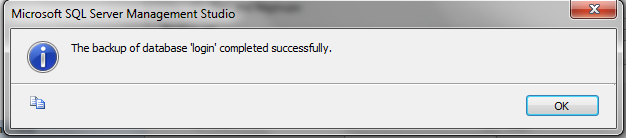 Microsoft SQL Server Management Studio
The backup of database 'login' completed successfully.
OK